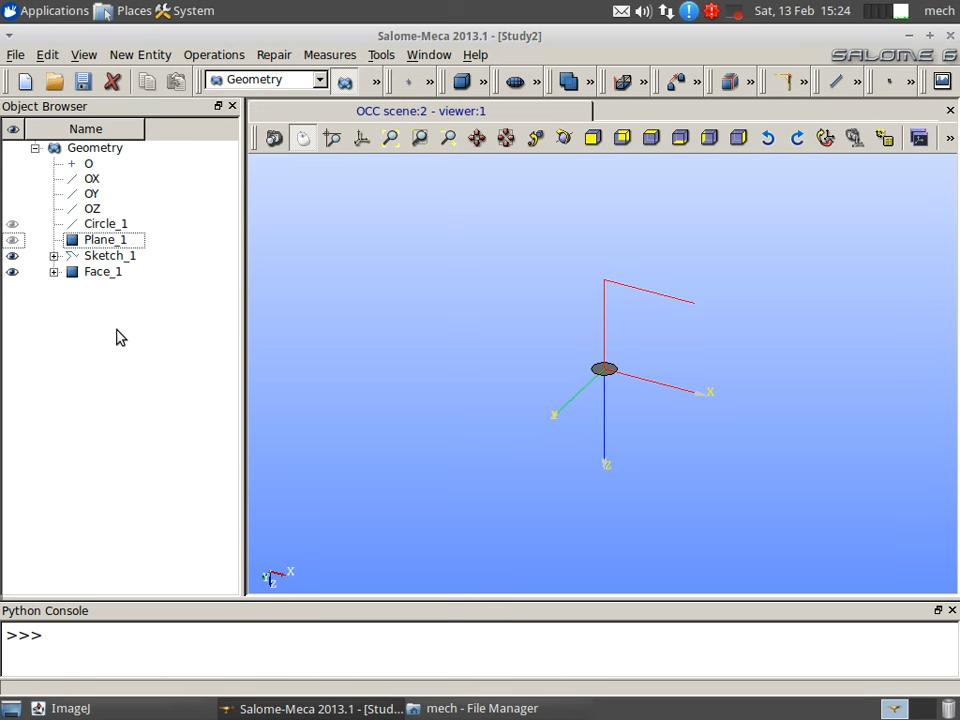 Applications Places System Sat, 13 Feb 15:24 mech
Salome-Meca 2013.1 - [Study2]
File Edit View New Entity Operations Repair Measures Tools Window Help SALOME 6
Geometry
Object Browser
OCC scene:2 - viewer:1
Name
Geometry
O
OX
OY
OZ
Circle_1
Plane_1
Sketch_1
Face_1
X
Z
X
Z
Python Console
>>>
ImageJ Salome-Meca 2013.1 - [Stud... mech - File Manager